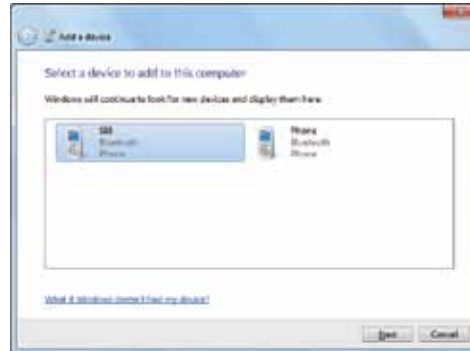 Add a device
Select a device to add to this computer
Windows will continue to look for new devices and display them here.
Bluetooth
Phone
Phone
Bluetooth
Phone
What if Windows doesn't find my device?
Next Cancel